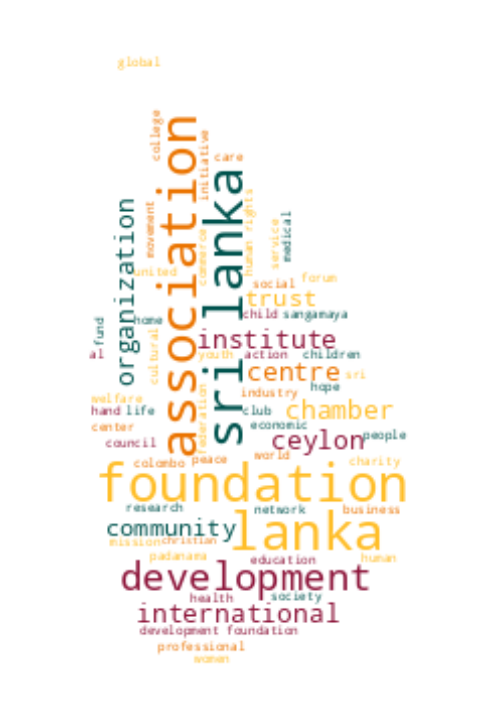 global
college
association
initiative
care
sri lanka
organization
movement
commerce
human rights
service
medical
united
social
forum
trust
fund
home
child
sangamaya
al
cultural
institute
youth
action
children
centre
sri
hope
welfare
federation
industry
hand
life
club
chamber
center
economic
council
ceylon
people
colombo
peace
world
charity
foundation
research
network
business
community
lanka
mission
christian
padanama
education
human
development
health
society
international
development foundation
professional
women